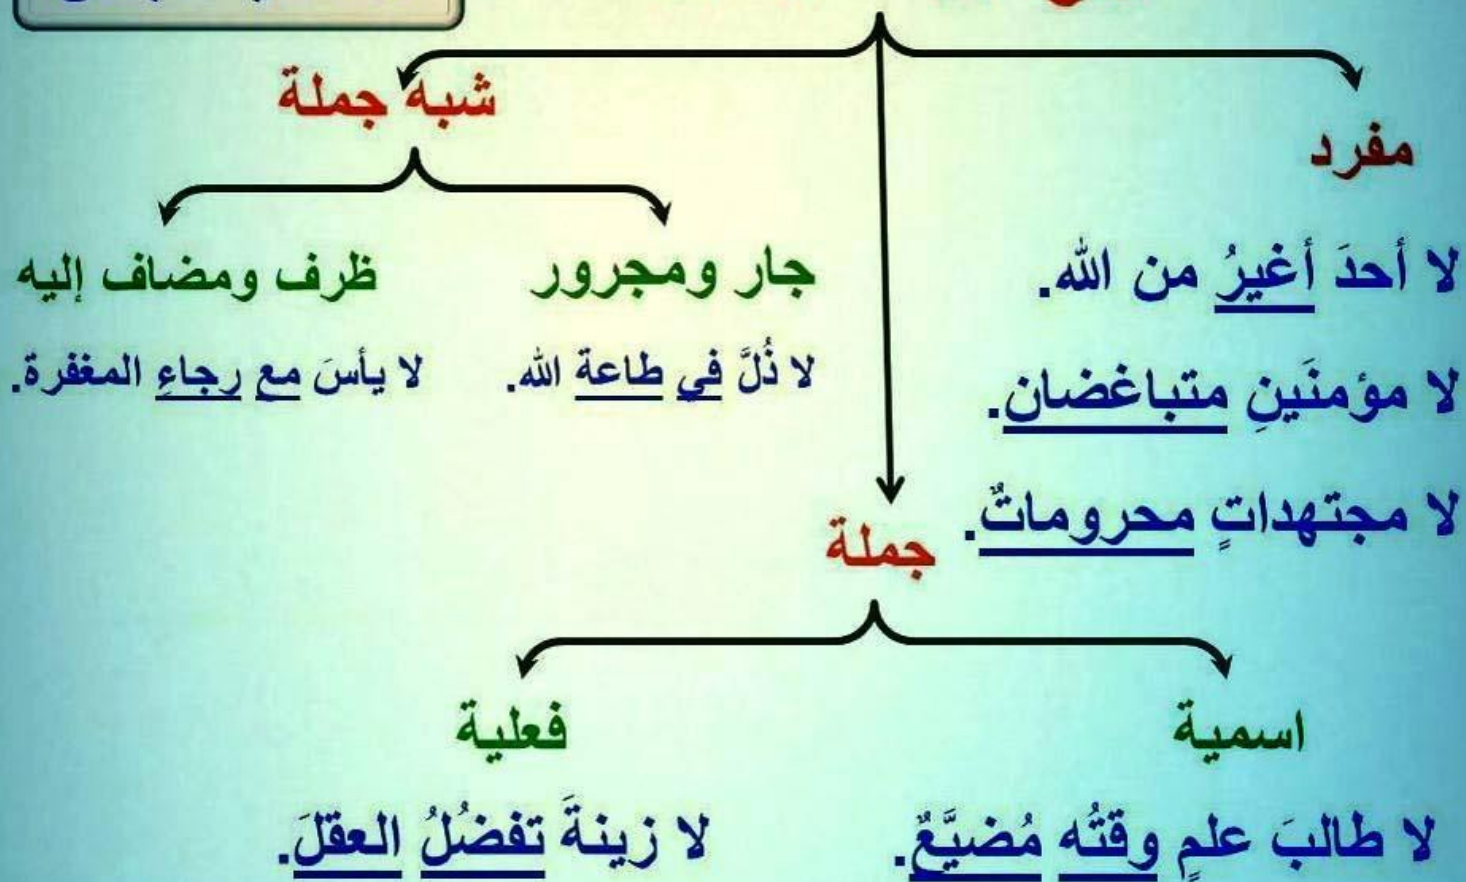 شبه جملة
مفرد
جار ومجرور
ظرف ومضاف إليه
لا أحدَ أغيرُ من الله.
لا ذُلَّ في طاعة الله.
لا يأسَ مع رجاءِ المغفرة.
لا مؤمنَينِ متباغضان.
لا مجتهداتٍ محروماتٌ.
جملة
اسمية
فعلية
لا طالبَ علمٍ وقتُه مُضيَّعٌ.
لا زينةَ تفضُلُ العقلَ.